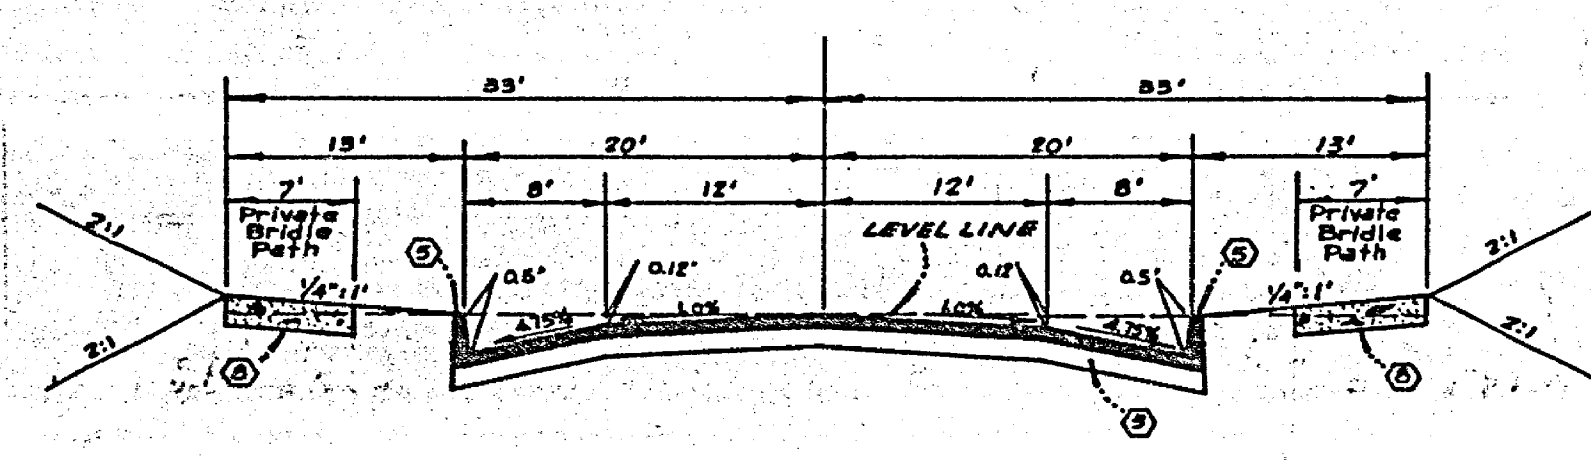 33' 33'
13' 20' 20' 13'
7' 8' 12' 12' 8' 7'
Private
Bridle
Path
Private
Bridle
Path
LEVEL LINE
2:1 2:1
5 5
0.5' 0.12' 0.12' 0.5'
1/4":1' 1/4":1'
4.75% 1.0% 1.0% 4.75%
2:1 2:1
8 8
5